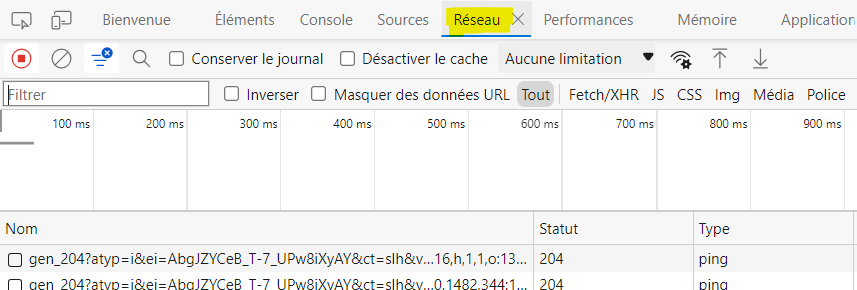 Bienvenue Éléments Console Sources Réseau Performances Mémoire Application
Conserver le journal Désactiver le cache Aucune limitation
Filtrer Inverser Masquer des données URL Tout Fetch/XHR JS CSS Img Média Police
100 ms 200 ms 300 ms 400 ms 500 ms 600 ms 700 ms 800 ms 900 ms
Nom Statut Type
gen_204?atyp=i&ei=AbgJZYCeB_T-7_UPw8iXyAY&ct=slh&v...16,h,1,1,o:13... 204 ping
gen_204?atyp=i&ei=AbgJZYCeB_T-7_UPw8iXyAY&ct=slh&v...0.1482.344:1... 204 ping